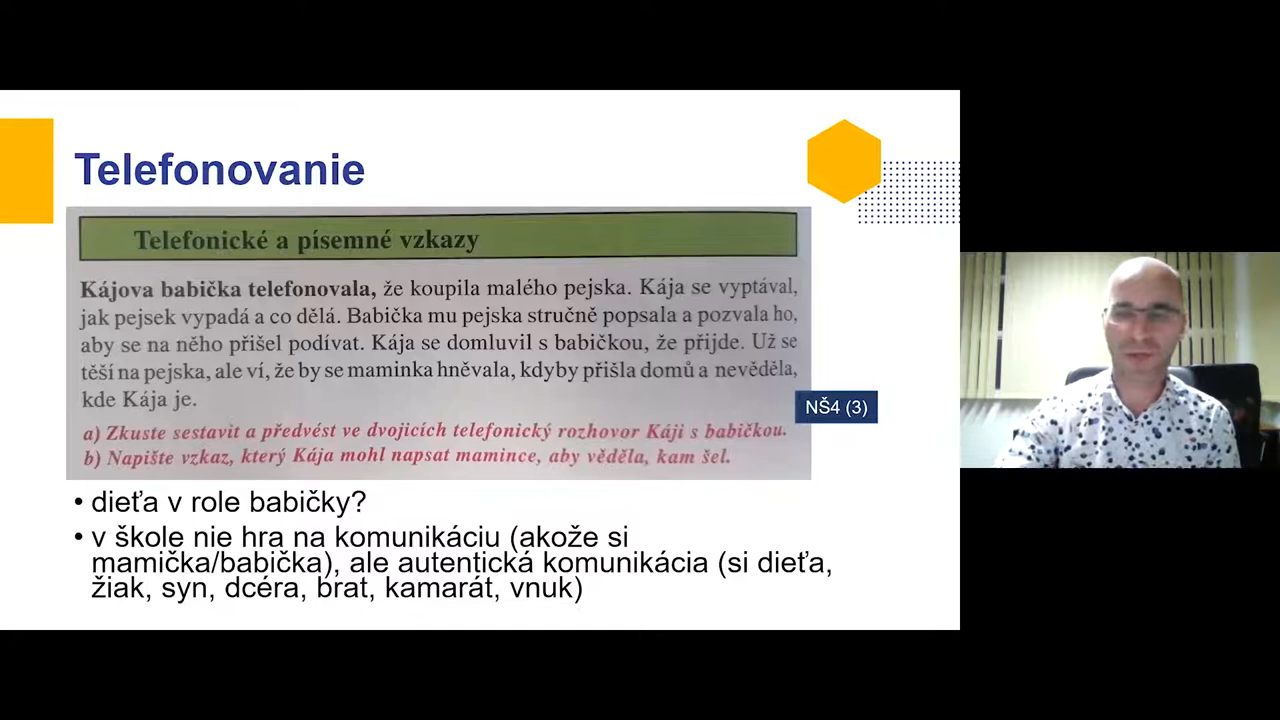 Telefonovanie
Telefonické a písemné vzkazy
Kájova babička telefonovala, že koupila malého pejska. Kája se vyptával,
jak pejsek vypadá a co dělá. Babička mu pejska stručně popsala a pozvala ho,
aby se na něho přišel podívat. Kája se domluvil s babičkou, že přijde. Už se
těší na pejska, ale ví, že by se maminka hněvala, kdyby přišla domů a nevěděla,
kde Kája je.
a) Zkuste sestavit a předvést ve dvojicích telefonický rozhovor Káji s babičkou.
b) Napište vzkaz, který Kája mohl napsat mamince, aby věděla, kam šel.
NŠ4 (3)
• dieťa v role babičky?
• v škole nie hra na komunikáciu (akože si
mamička/babička), ale autentická komunikácia (si dieťa,
žiak, syn, dcéra, brat, kamarát, vnuk)